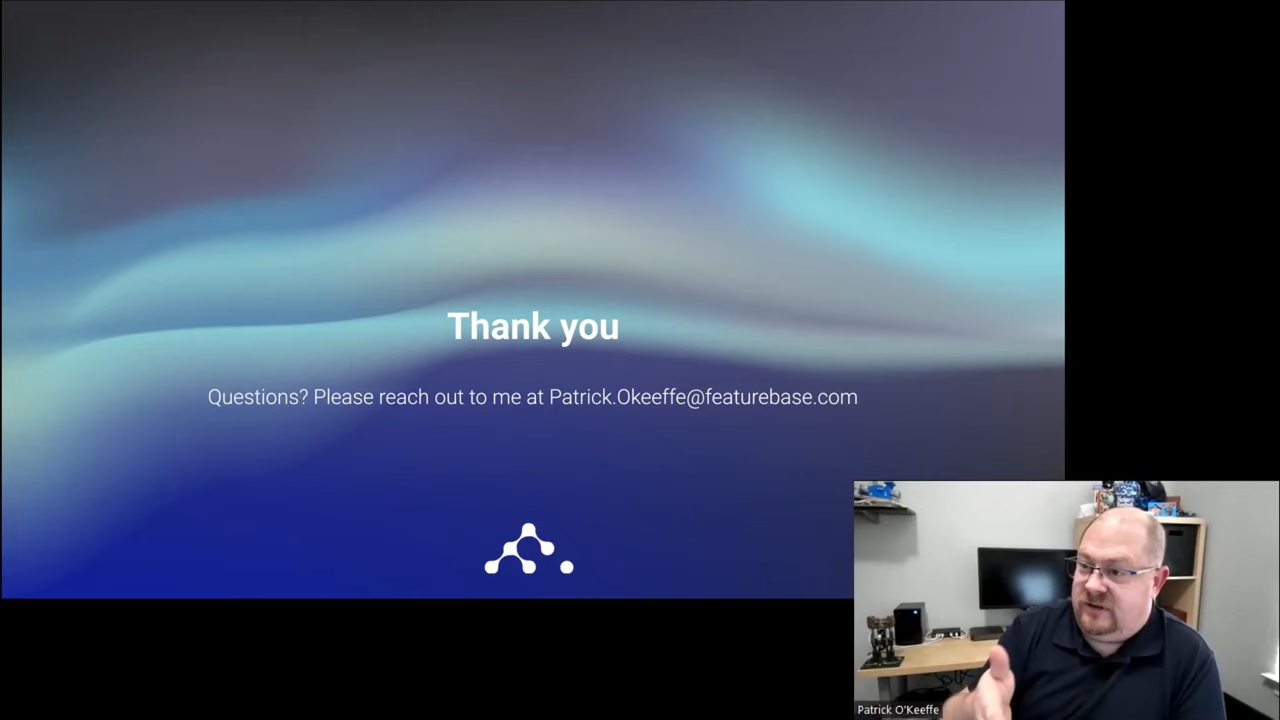 Thank you
Questions? Please reach out to me at Patrick.Okeeffe@featurebase.com
Patrick O'Keeffe